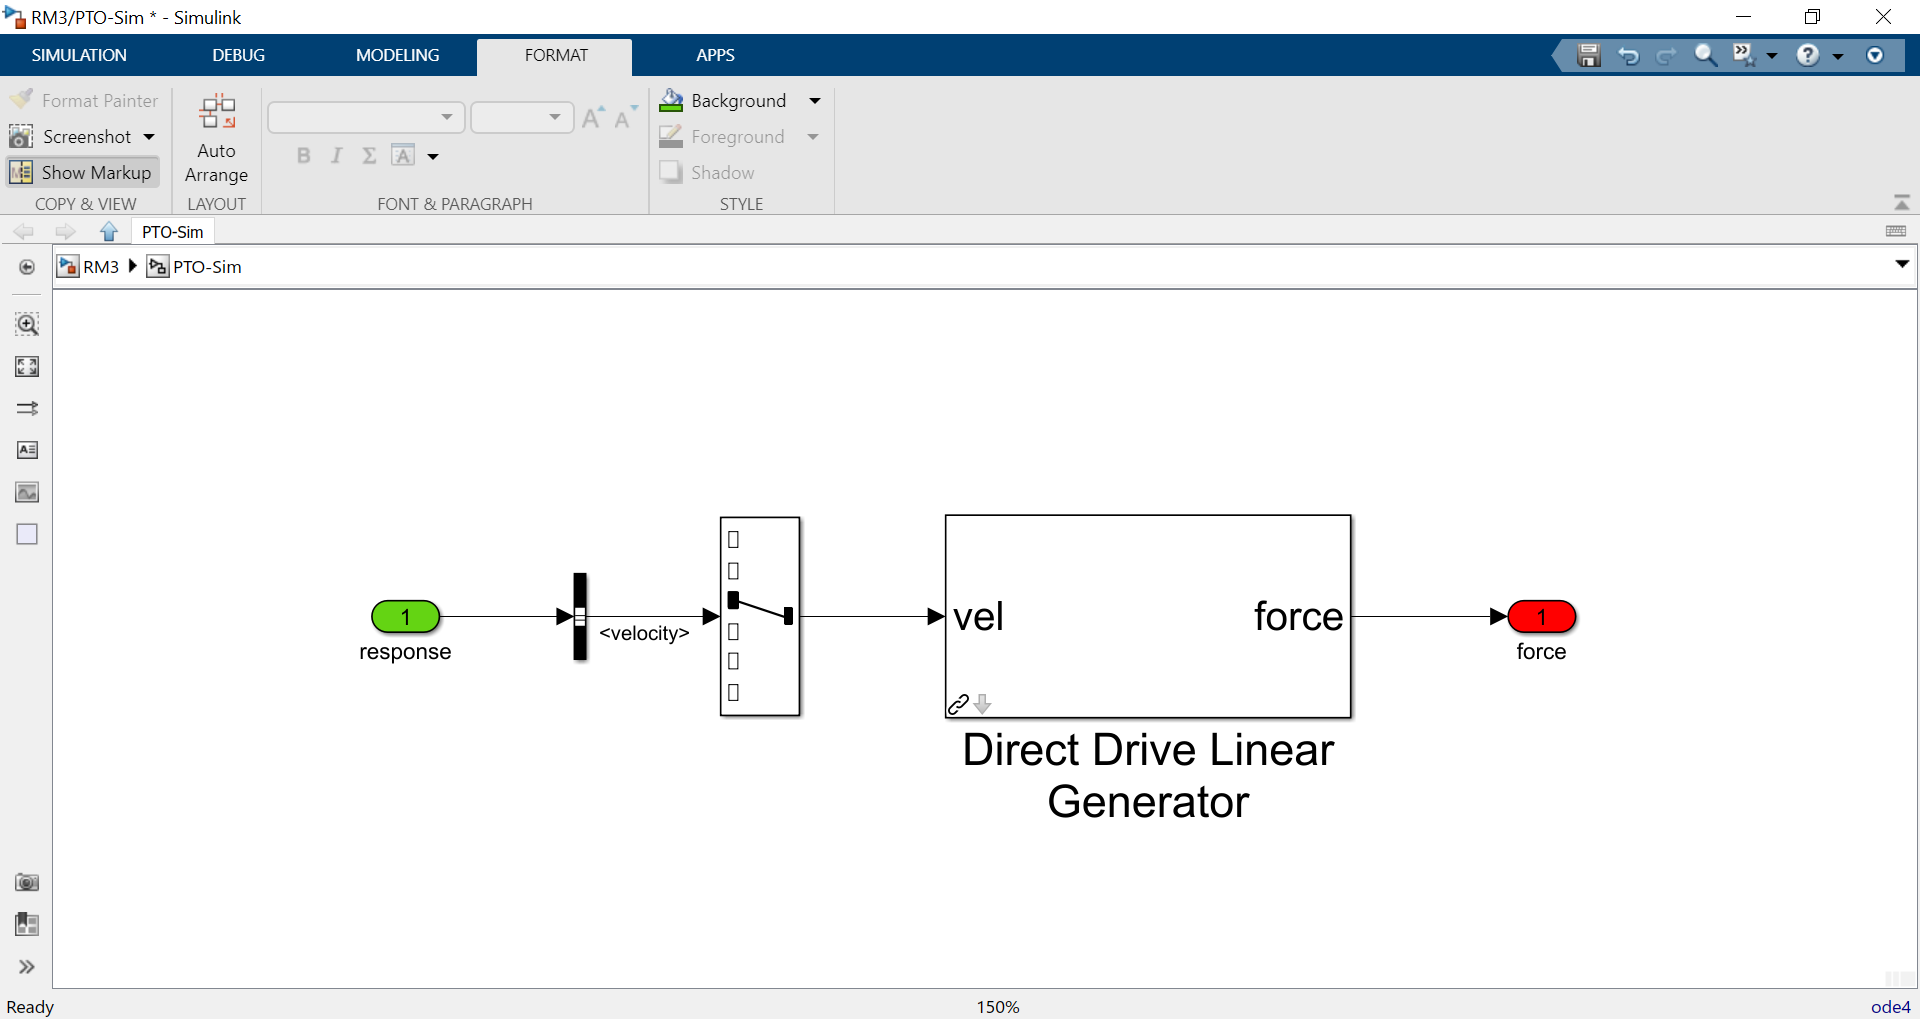 RM3/PTO-Sim * - Simulink
SIMULATION
DEBUG
MODELING
FORMAT
APPS
Format Painter
Screenshot
Show Markup
COPY & VIEW
Auto
Arrange
LAYOUT
B I Σ A
FONT & PARAGRAPH
Background
Foreground
Shadow
STYLE
PTO-Sim
RM3
PTO-Sim
1
response
<velocity>
vel
force
Direct Drive Linear
Generator
1
force
Ready
150%
ode4